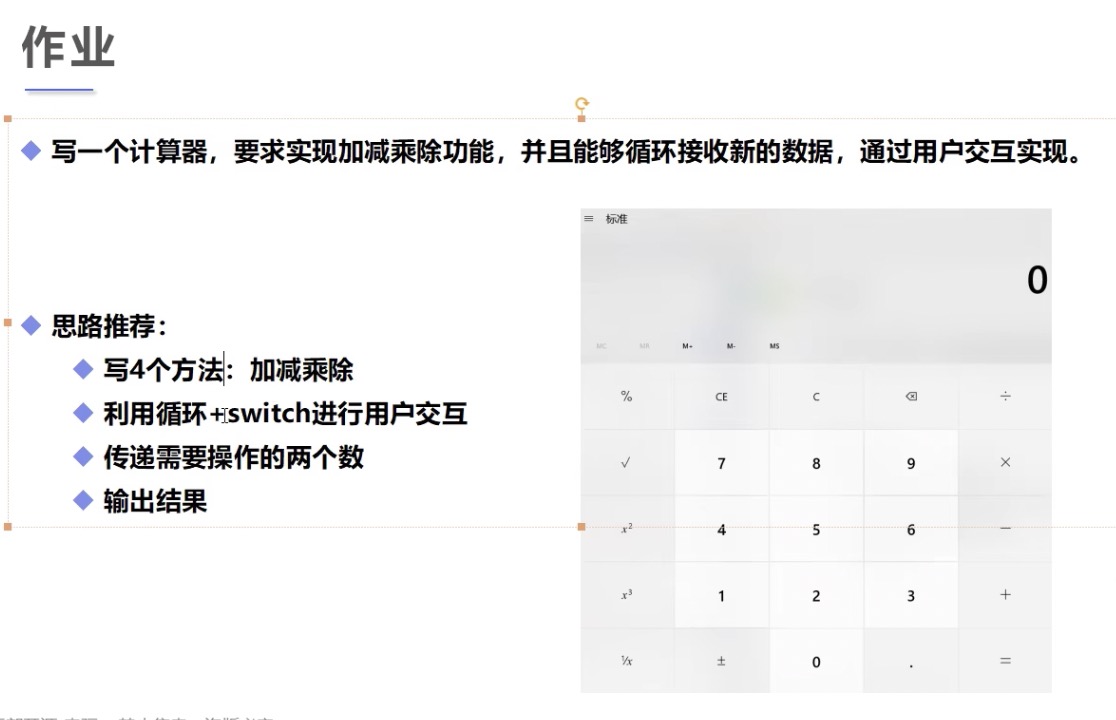 作业
写一个计算器，要求实现加减乘除功能，并且能够循环接收新的数据，通过用户交互实现。
思路推荐：
写4个方法：加减乘除
利用循环+switch进行用户交互
传递需要操作的两个数
输出结果
标准
0
MC MR M+ M- MS
% CE C ÷
√ 7 8 9 ×
x² 4 5 6 −
x³ 1 2 3 +
¹/x ± 0 . =